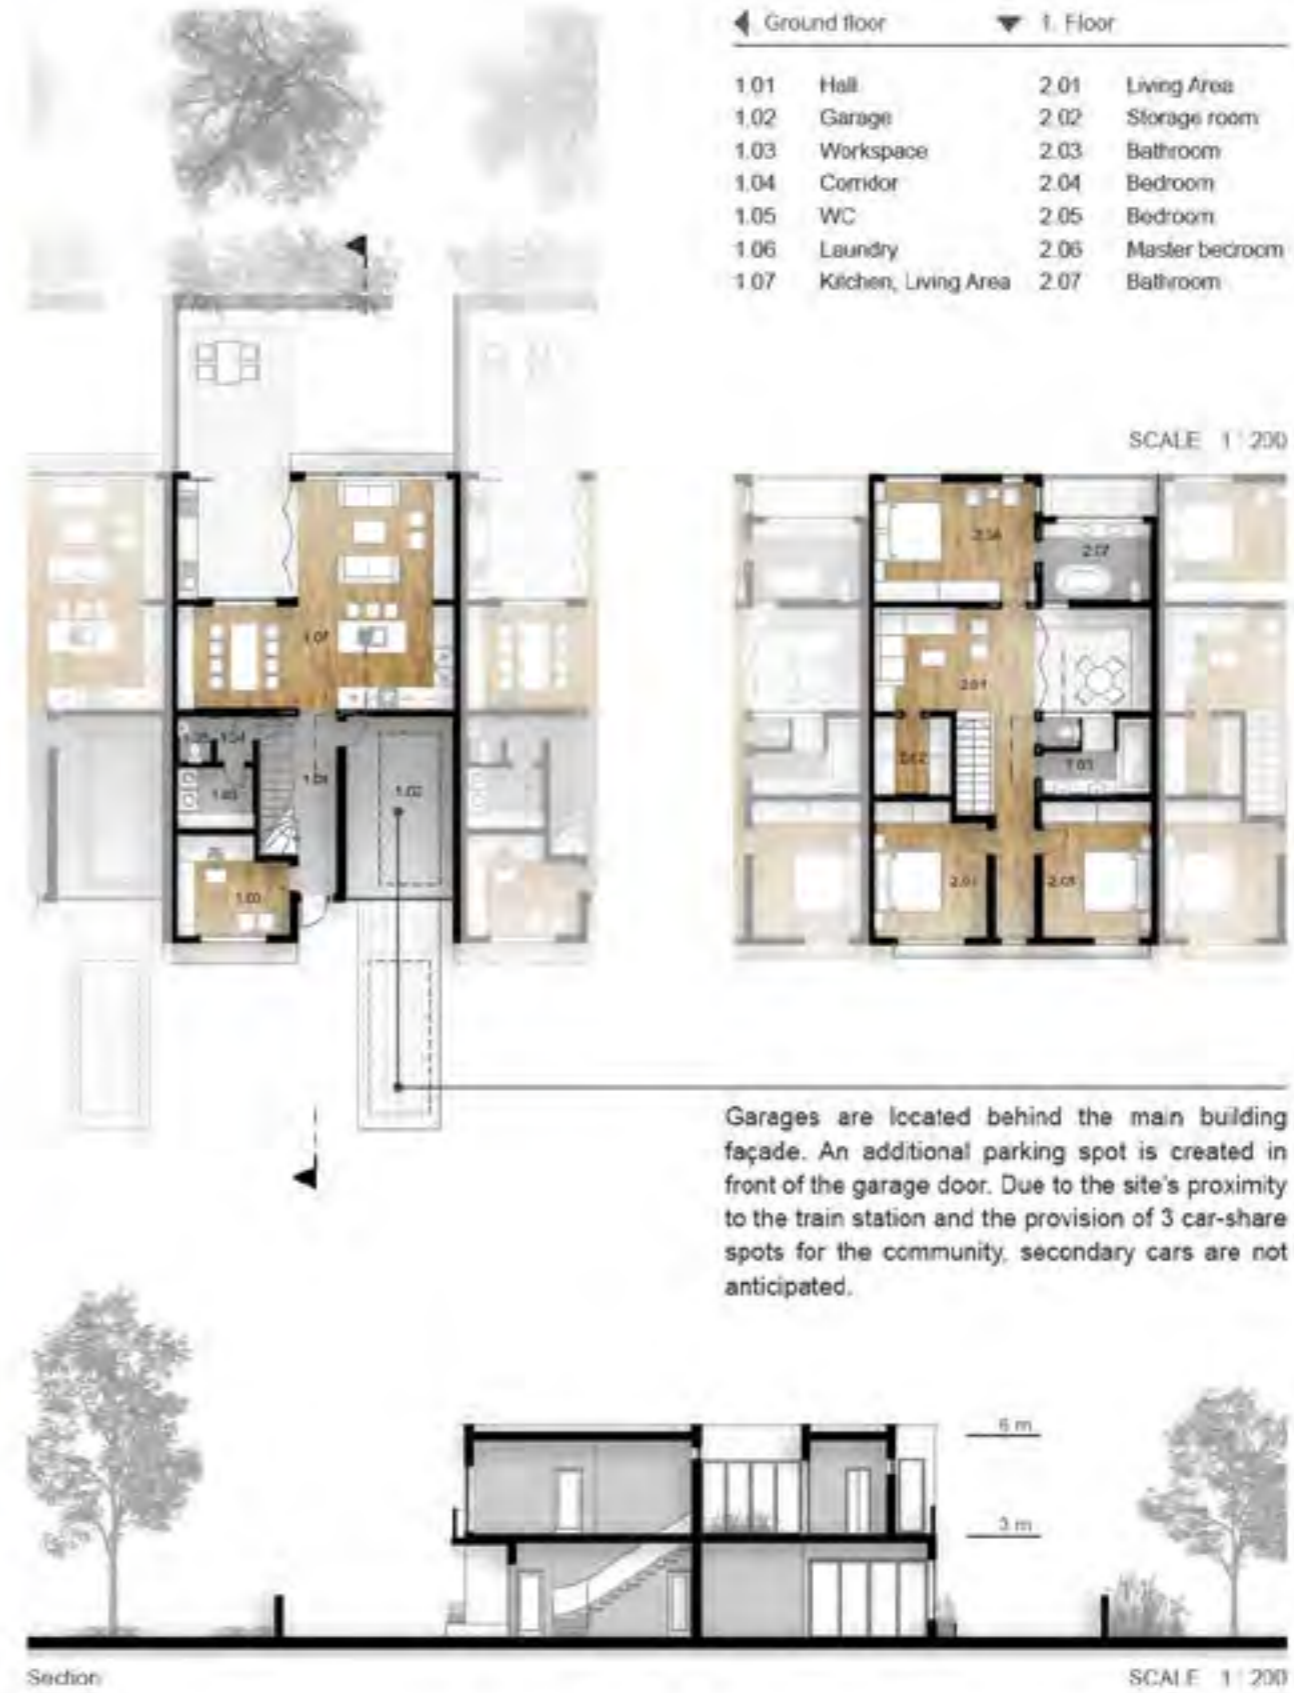 Ground floor
1. Floor
1.01 Hall 2.01 Living Area
1.02 Garage 2.02 Storage room
1.03 Workspace 2.03 Bathroom
1.04 Corridor 2.04 Bedroom
1.05 WC 2.05 Bedroom
1.06 Laundry 2.06 Master bedroom
1.07 Kitchen, Living Area 2.07 Bathroom
SCALE 1 : 200
2.07
1.07
2.01
1.02
1.03
2.05
Garages are located behind the main building
façade. An additional parking spot is created in
front of the garage door. Due to the site's proximity
to the train station and the provision of 3 car-share
spots for the community, secondary cars are not
anticipated.
6 m
3 m
Section
SCALE 1 : 200